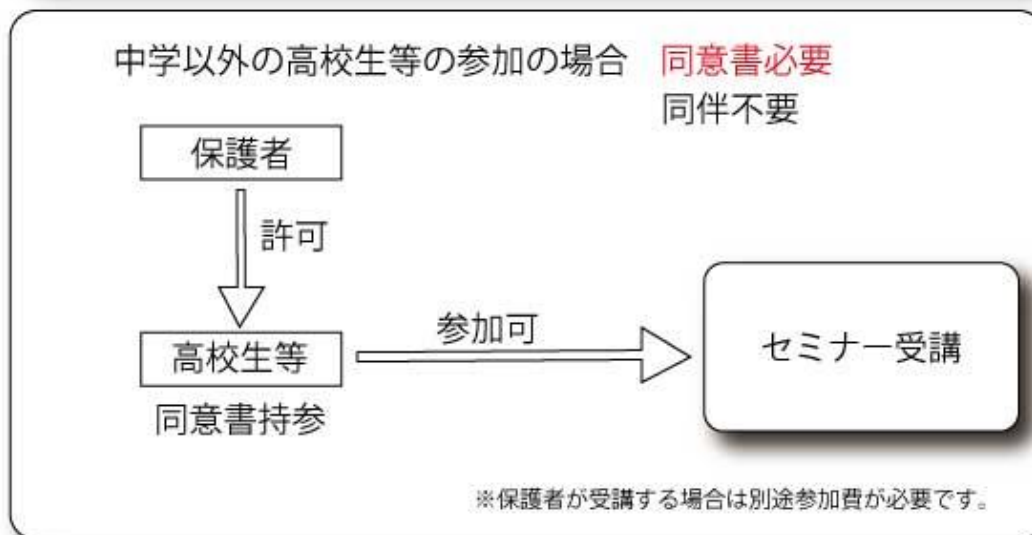 中学以外の高校生等の参加の場合 同意書必要
同伴不要
保護者
許可
高校生等
参加可
セミナー受講
同意書持参
※保護者が受講する場合は別途参加費が必要です。